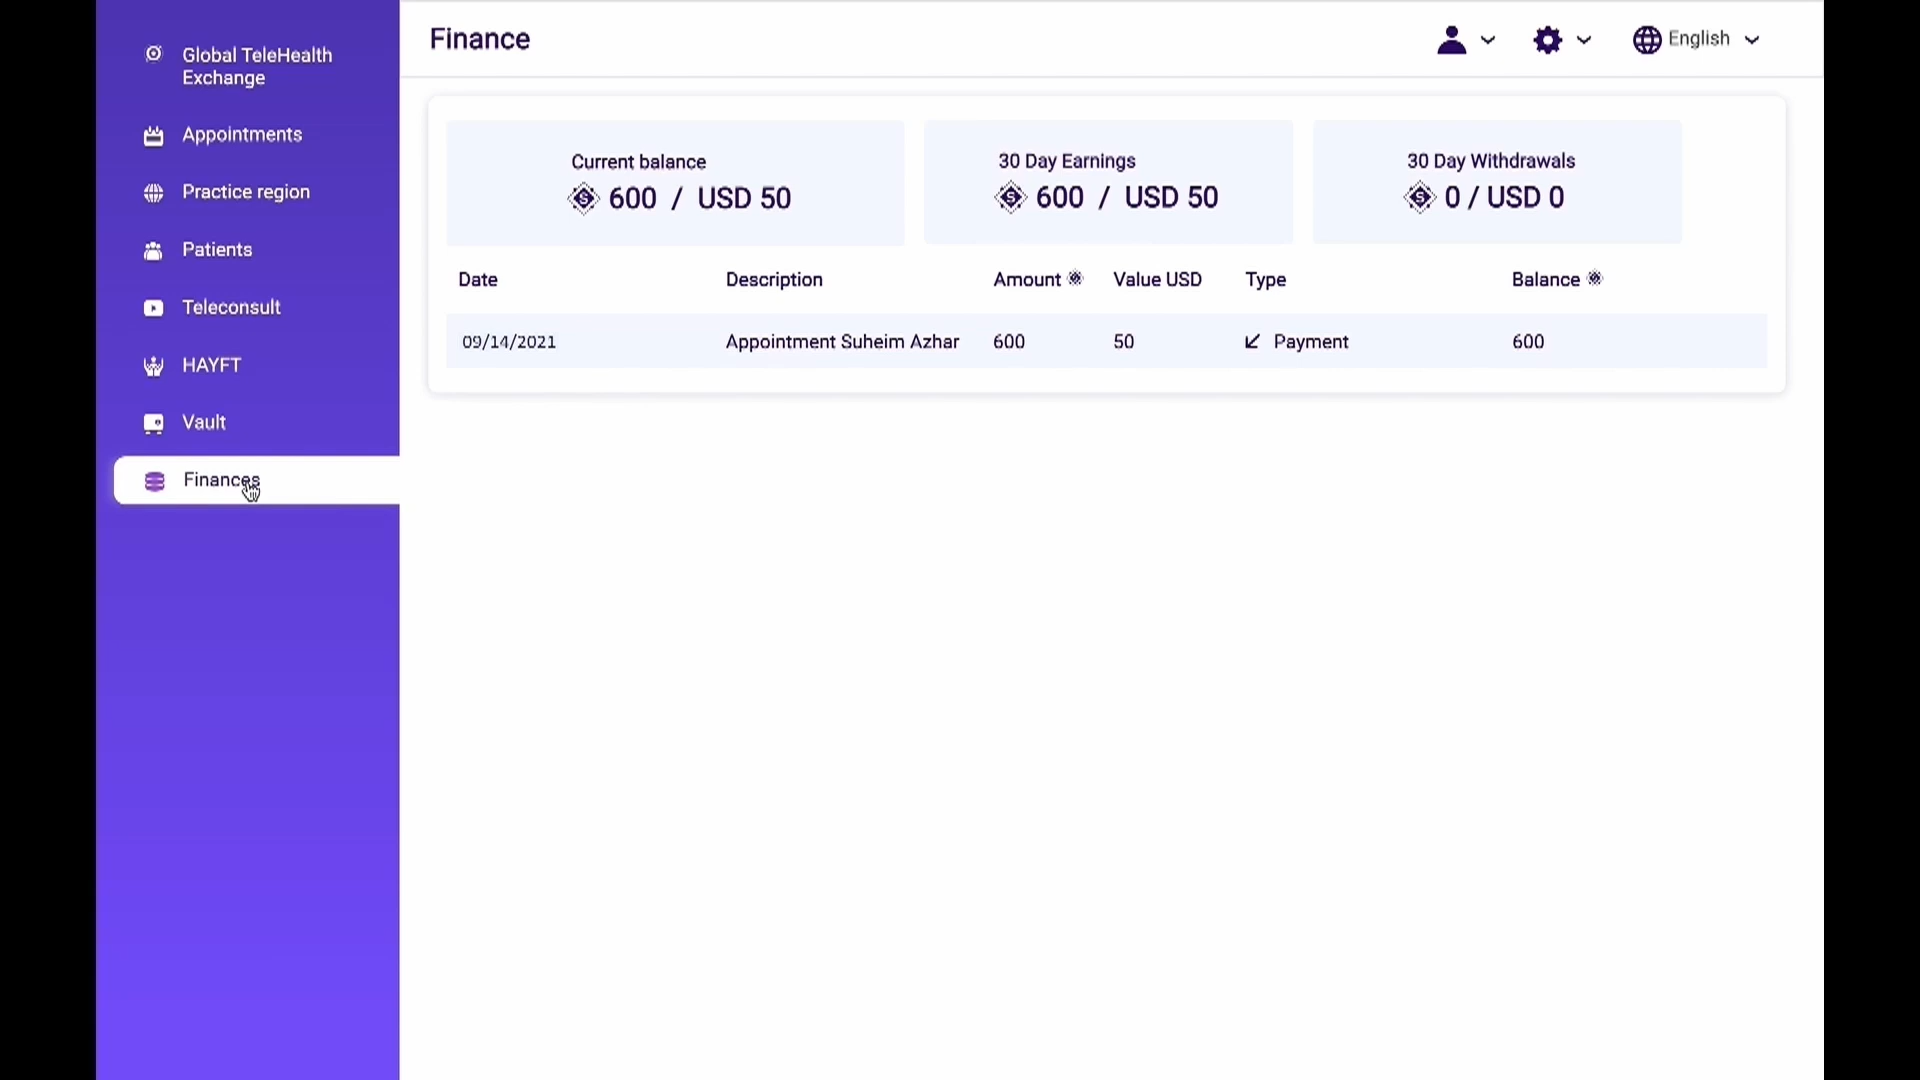 Global TeleHealth
Exchange
Appointments
Practice region
Patients
Teleconsult
HAYFT
Vault
Finances
Finance
English
Current balance
600 / USD 50
30 Day Earnings
600 / USD 50
30 Day Withdrawals
0 / USD 0
Date Description Amount Value USD Type Balance
09/14/2021 Appointment Suheim Azhar 600 50 Payment 600